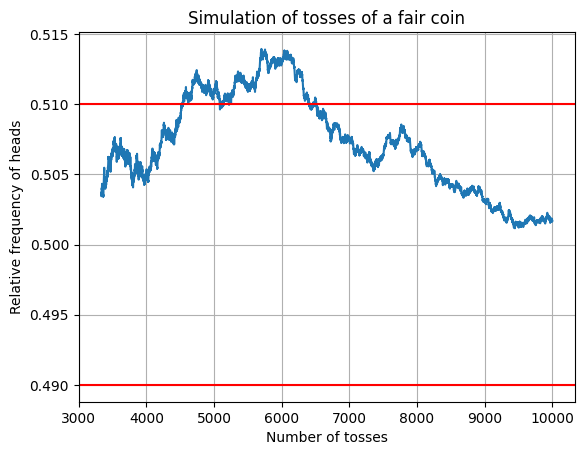 Simulation of tosses of a fair coin
Relative frequency of heads
0.515
0.510
0.505
0.500
0.495
0.490
3000 4000 5000 6000 7000 8000 9000 10000
Number of tosses